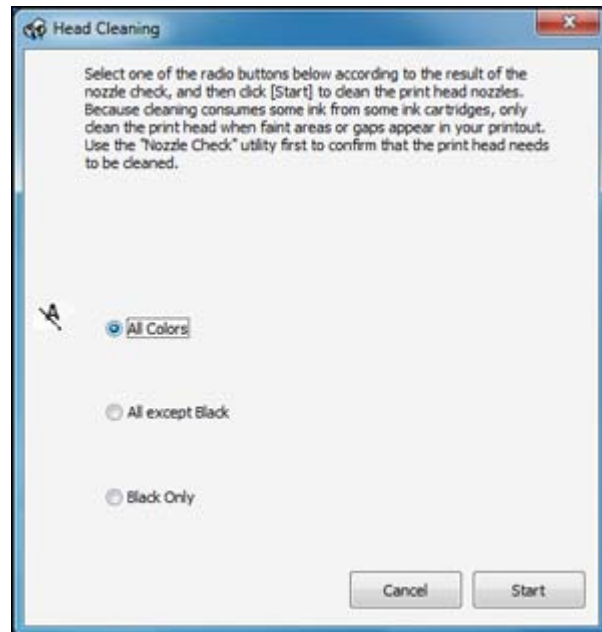 Head Cleaning
Select one of the radio buttons below according to the result of the
nozzle check, and then click [Start] to clean the print head nozzles.
Because cleaning consumes some ink from some ink cartridges, only
clean the print head when faint areas or gaps appear in your printout.
Use the "Nozzle Check" utility first to confirm that the print head needs
to be cleaned.
A
All Colors
All except Black
Black Only
Cancel
Start